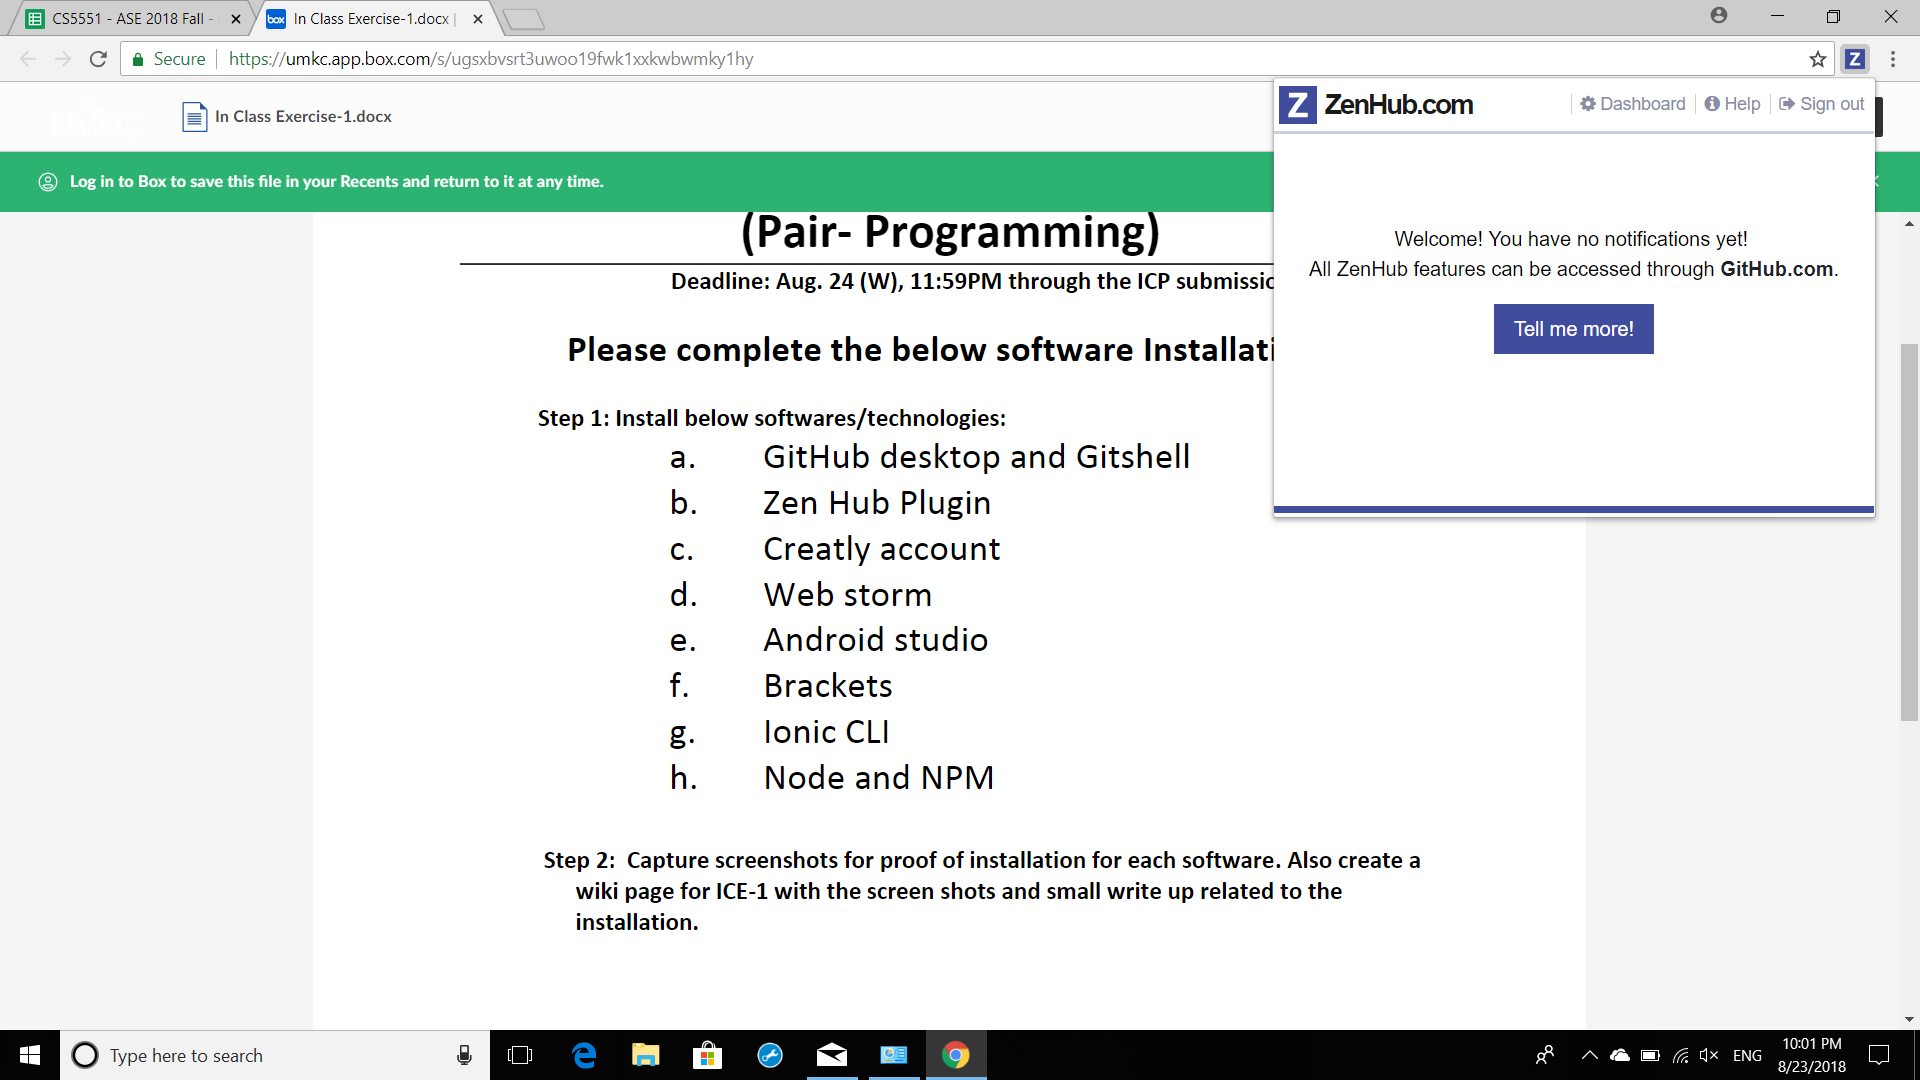 CS5551 - ASE 2018 Fall -
box In Class Exercise-1.docx |
Secure https://umkc.app.box.com/s/ugsxbvsrt3uwoo19fwk1xxkwbwmky1hy
Z
UMKC
In Class Exercise-1.docx
Z ZenHub.com
Dashboard
Help
Sign out
Log in to Box to save this file in your Recents and return to it at any time.
Welcome! You have no notifications yet!
All ZenHub features can be accessed through GitHub.com.
Tell me more!
(Pair- Programming)
Deadline: Aug. 24 (W), 11:59PM through the ICP submissio
Please complete the below software Installati
Step 1: Install below softwares/technologies:
a. GitHub desktop and Gitshell
b. Zen Hub Plugin
c. Creatly account
d. Web storm
e. Android studio
f. Brackets
g. Ionic CLI
h. Node and NPM
Step 2: Capture screenshots for proof of installation for each software. Also create a
wiki page for ICE-1 with the screen shots and small write up related to the
installation.
Type here to search
ENG
10:01 PM
8/23/2018